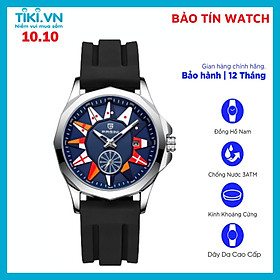 TIKI.VN
Niềm vui mua sắm
10.10
BẢO TÍN WATCH
Gian hàng chính hãng.
Bảo hành | 12 Tháng
Đồng Hồ Nam
Chống Nước 3ATM
Kính Khoáng Cứng
Dây Da Cao Cấp